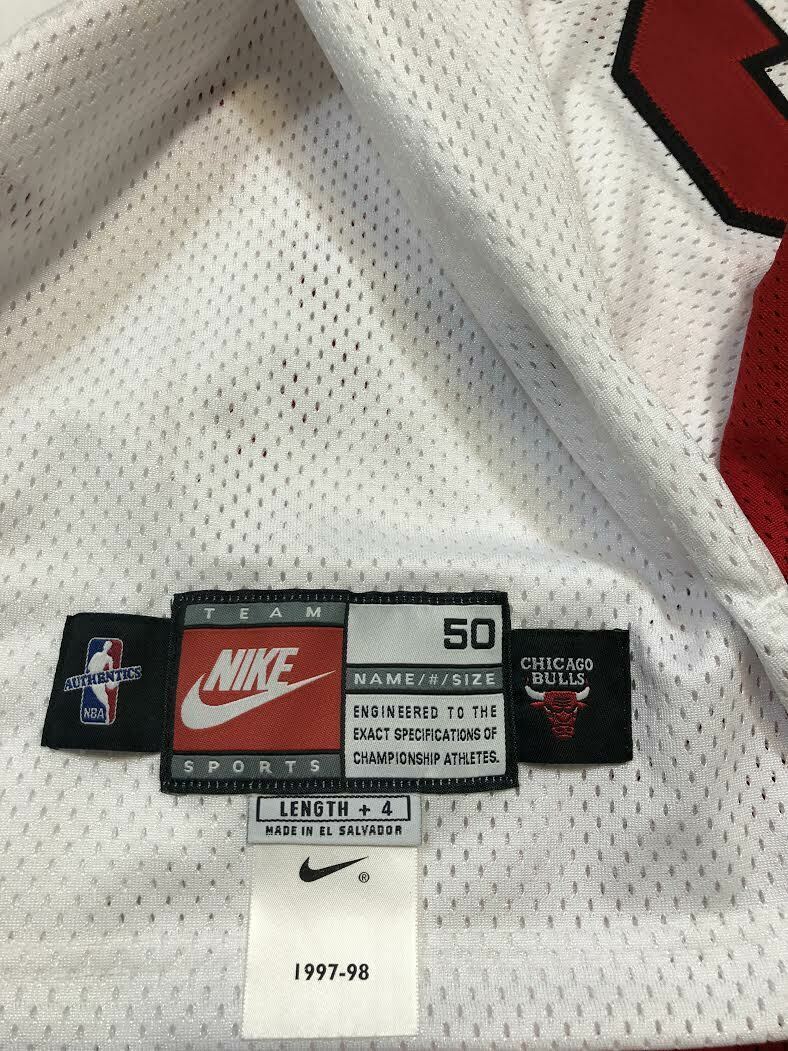 AUTHENTICS
NBA
TEAM
NIKE
SPORTS
50
NAME/#/SIZE
ENGINEERED TO THE
EXACT SPECIFICATIONS OF
CHAMPIONSHIP ATHLETES.
CHICAGO
BULLS
LENGTH + 4
MADE IN EL SALVADOR
®
1997-98